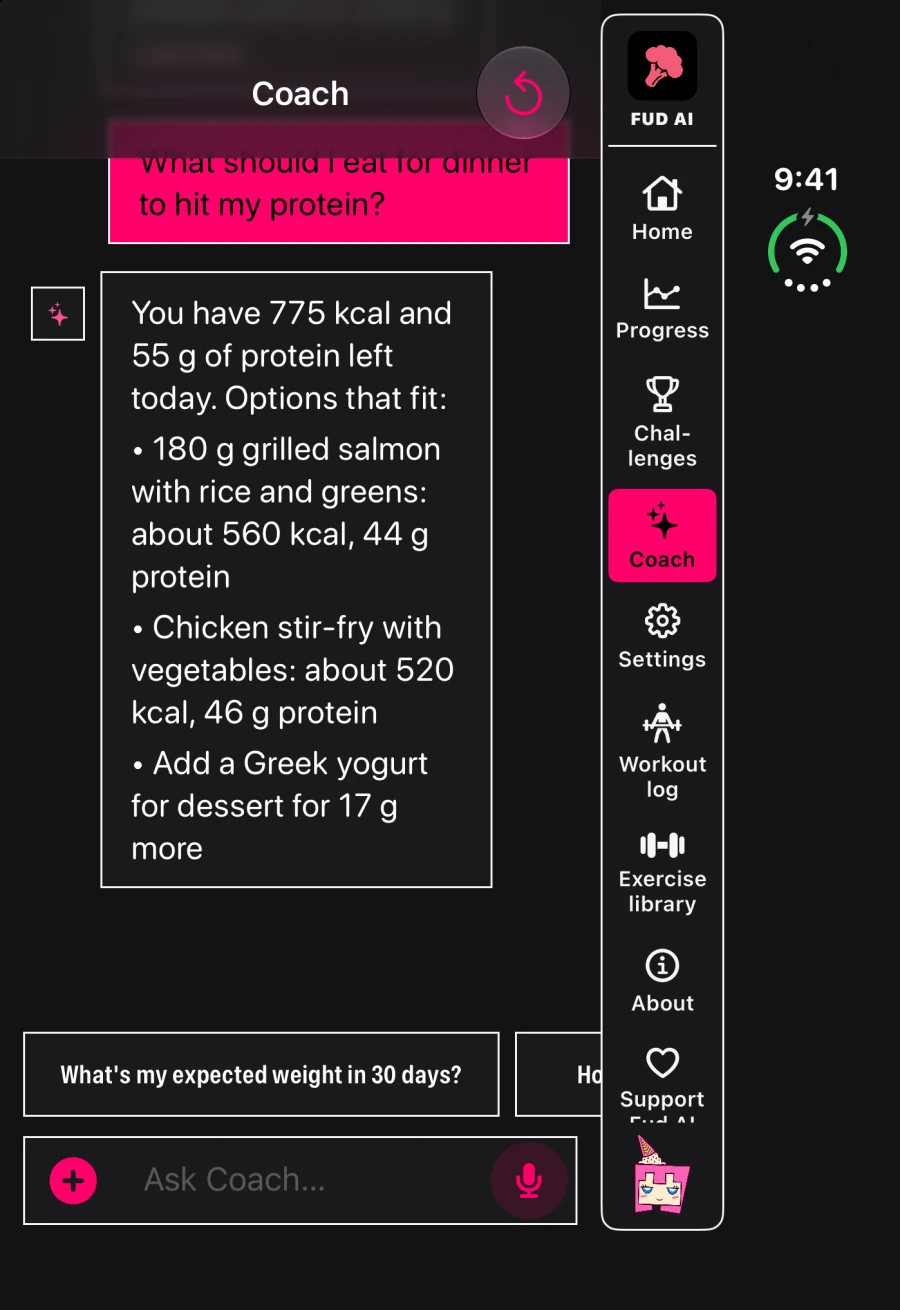 Coach
What should I eat for dinner
to hit my protein?
You have 775 kcal and
55 g of protein left
today. Options that fit:
• 180 g grilled salmon
with rice and greens:
about 560 kcal, 44 g
protein
• Chicken stir-fry with
vegetables: about 520
kcal, 46 g protein
• Add a Greek yogurt
for dessert for 17 g
more
What's my expected weight in 30 days?
Ho
Ask Coach...
FUD AI
Home
Progress
Chal-
lenges
Coach
Settings
Workout
log
Exercise
library
About
Support
Fud AI
9:41